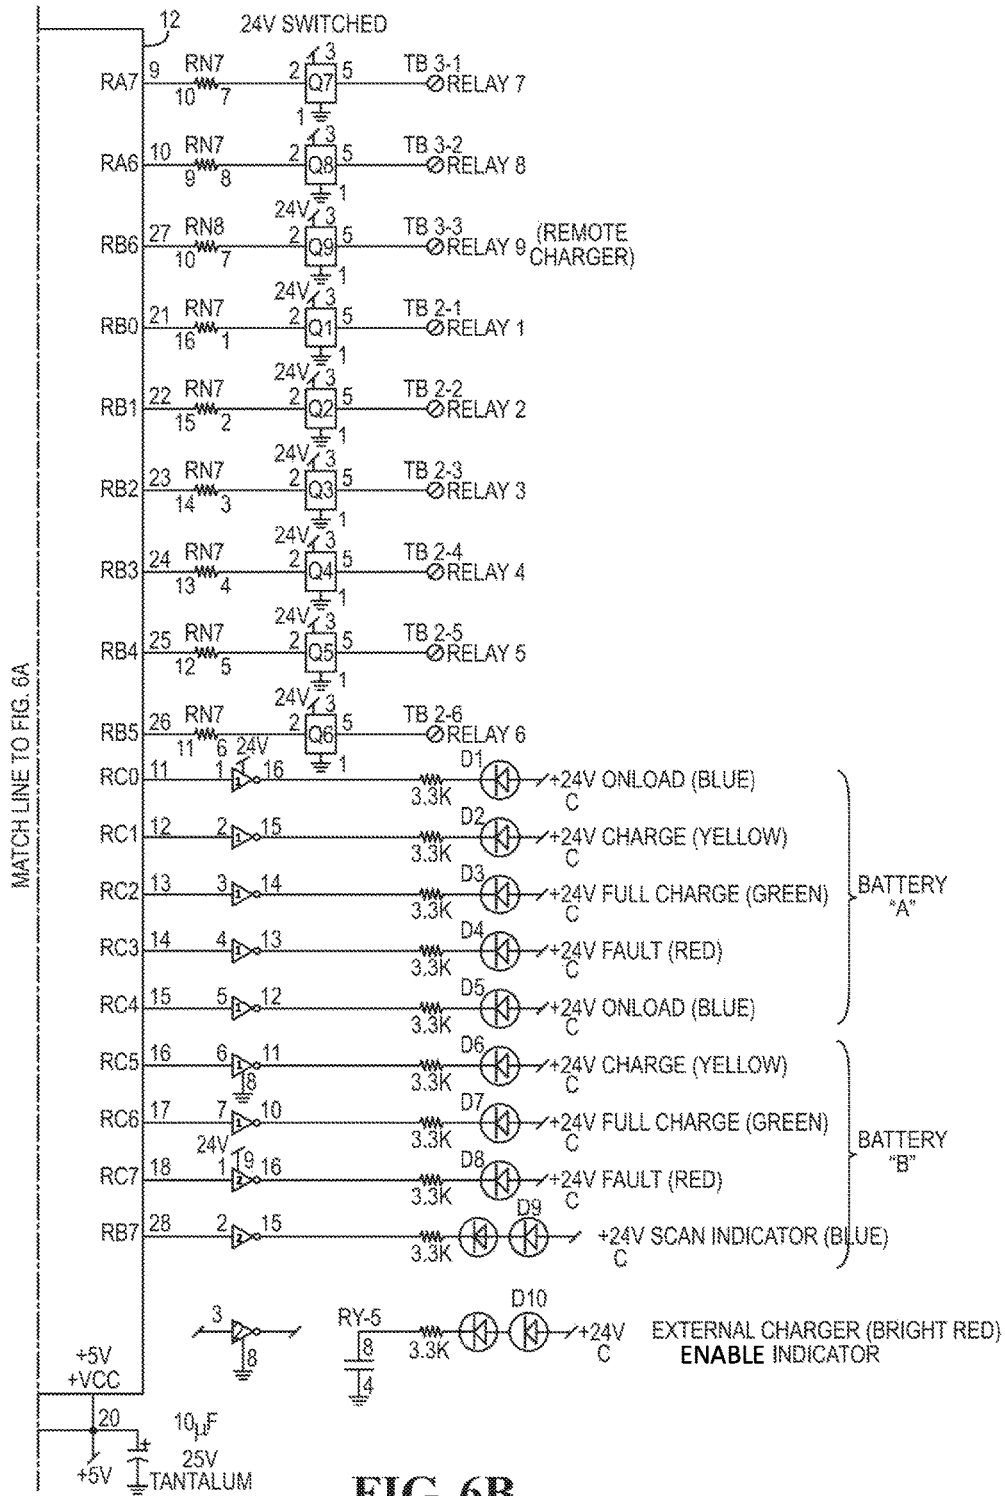 12
24V SWITCHED
RA7 9 RN7 10 7 2 Q7 3 5 1 TB 3-1 RELAY 7
RA6 10 RN7 9 8 2 Q8 3 5 1 TB 3-2 RELAY 8
RB6 27 RN8 10 7 24V 2 Q9 3 5 1 TB 3-3 RELAY 9 (REMOTE CHARGER)
RB0 21 RN7 16 1 24V 2 Q1 3 5 1 TB 2-1 RELAY 1
RB1 22 RN7 15 2 24V 2 Q2 3 5 1 TB 2-2 RELAY 2
RB2 23 RN7 14 3 24V 2 Q3 3 5 1 TB 2-3 RELAY 3
RB3 24 RN7 13 4 24V 2 Q4 3 5 1 TB 2-4 RELAY 4
RB4 25 RN7 12 5 24V 2 Q5 3 5 1 TB 2-5 RELAY 5
RB5 26 RN7 11 6 24V 2 Q6 3 5 1 TB 2-6 RELAY 6
MATCH LINE TO FIG. 6A
RC0 11 1 24V 1 16 3.3K D1 +24V C ONLOAD (BLUE)
RC1 12 2 1 15 3.3K D2 +24V C CHARGE (YELLOW)
RC2 13 3 1 14 3.3K D3 +24V C FULL CHARGE (GREEN)
BATTERY
"A"
RC3 14 4 1 13 3.3K D4 +24V C FAULT (RED)
RC4 15 5 1 12 3.3K D5 +24V C ONLOAD (BLUE)
RC5 16 6 1 8 11 3.3K D6 +24V C CHARGE (YELLOW)
RC6 17 7 1 10 3.3K D7 +24V C FULL CHARGE (GREEN)
BATTERY
"B"
RC7 18 1 24V 9 2 16 3.3K D8 +24V C FAULT (RED)
RB7 28 2 2 15 3.3K D9 +24V C SCAN INDICATOR (BLUE)
3 2 8 RY-5 8 4 3.3K D10 +24V C EXTERNAL CHARGER (BRIGHT RED)
ENABLE INDICATOR
+5V
+VCC
20
+5V
+
10µF
25V
TANTALUM
FIG. 6B